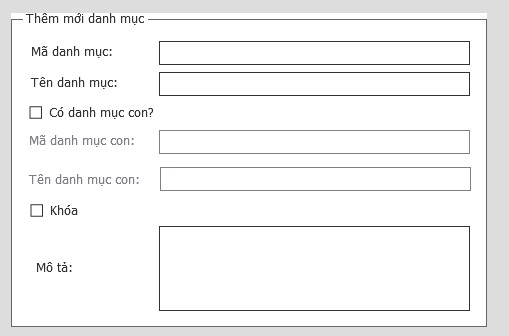 Thêm mới danh mục
Mã danh mục:
Tên danh mục:
Có danh mục con?
Mã danh mục con:
Tên danh mục con:
Khóa
Mô tả: